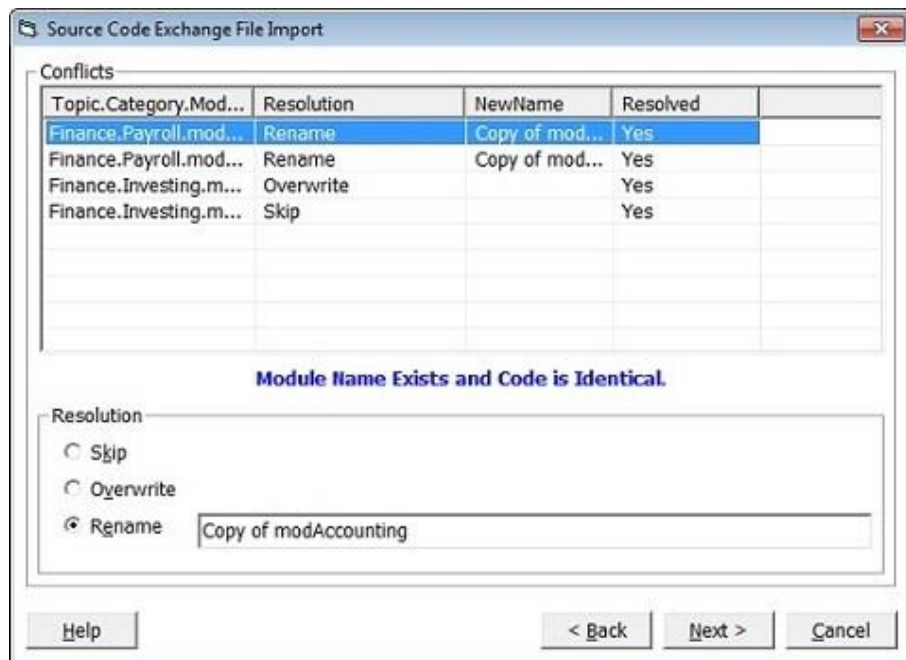 Source Code Exchange File Import
Conflicts
Topic.Category.Mod... Resolution NewName Resolved
Finance.Payroll.mod... Rename Copy of mod... Yes
Finance.Payroll.mod... Rename Copy of mod... Yes
Finance.Investing.m... Overwrite Yes
Finance.Investing.m... Skip Yes
Module Name Exists and Code is Identical.
Resolution
Skip
Overwrite
Rename Copy of modAccounting
Help < Back Next > Cancel